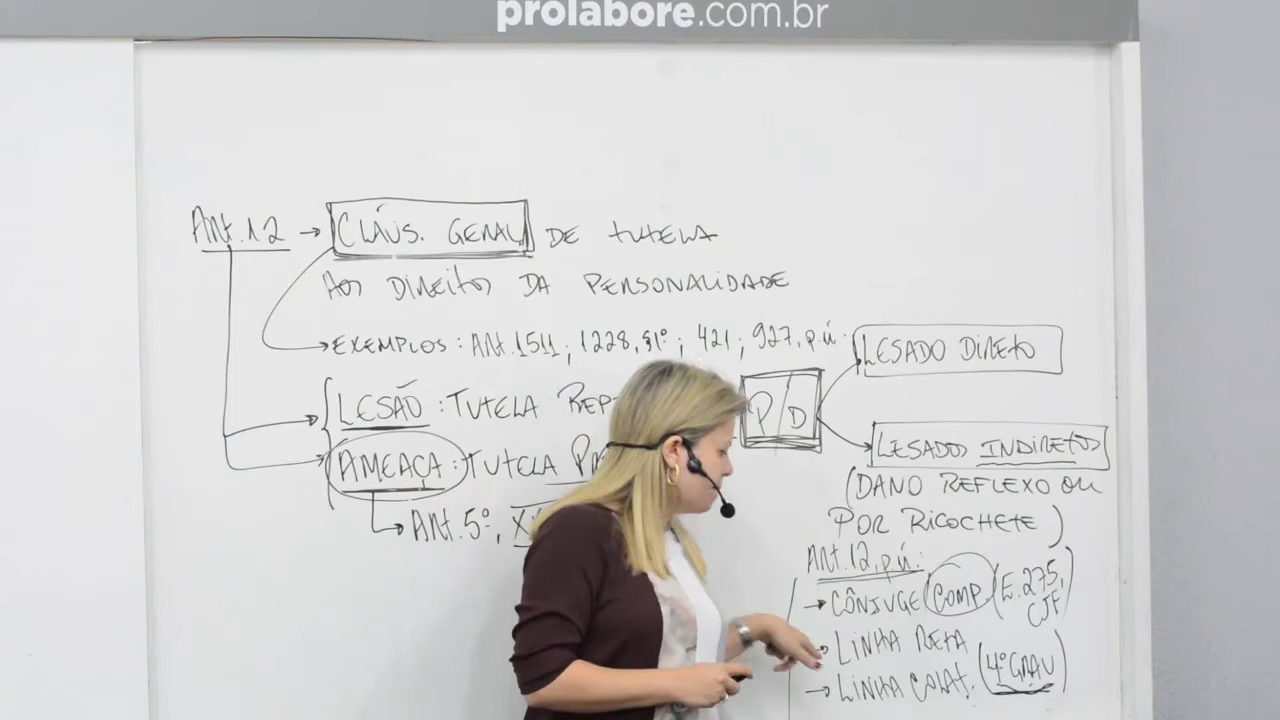 prolabore.com.br
Art.12 → CLÁUS. GERAL DE TUTELA
AOS DIREITOS DA PERSONALIDADE
→ EXEMPLOS: Art.1511; 1228, §1º; 421; 927, p.ú.
LESÃO: TUTELA
AMEAÇA: TUTELA
→ Art. 5º,
P/D
LESADO DIRETO
LESADOS INDIRETOS
(DANO REFLEXO OU
POR RICOCHETE)
Art.12, p.ú.:
→ CÔNJUGE COMP. (E.275, CJF)
→ LINHA RETA
→ LINHA COLAT. (4º GRAU)